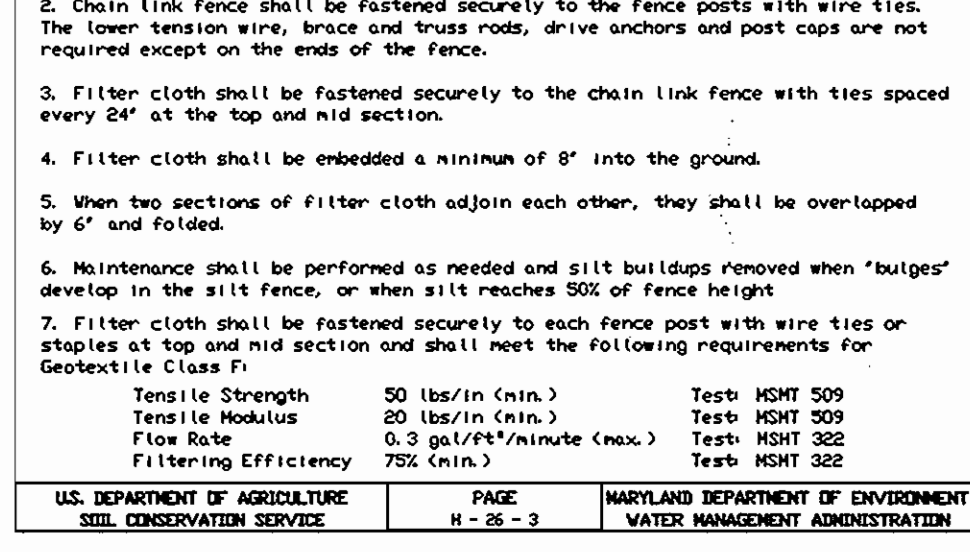 2. Chain link fence shall be fastened securely to the fence posts with wire ties.
The lower tension wire, brace and truss rods, drive anchors and post caps are not
required except on the ends of the fence.
3. Filter cloth shall be fastened securely to the chain link fence with ties spaced
every 24" at the top and mid section.
4. Filter cloth shall be embedded a minimum of 8" into the ground.
5. When two sections of filter cloth adjoin each other, they shall be overlapped
by 6" and folded.
6. Maintenance shall be performed as needed and silt buildups removed when "bulges"
develop in the silt fence, or when silt reaches 50% of fence height
7. Filter cloth shall be fastened securely to each fence post with wire ties or
staples at top and mid section and shall meet the following requirements for
Geotextile Class F:
Tensile Strength 50 lbs/in (min.) Test: MSMT 509
Tensile Modulus 20 lbs/in (min.) Test: MSMT 509
Flow Rate 0.3 gal/ft²/minute (max.) Test: MSMT 322
Filtering Efficiency 75% (min.) Test: MSMT 322
U.S. DEPARTMENT OF AGRICULTURE PAGE MARYLAND DEPARTMENT OF ENVIRONMENT
SOIL CONSERVATION SERVICE H - 26 - 3 WATER MANAGEMENT ADMINISTRATION